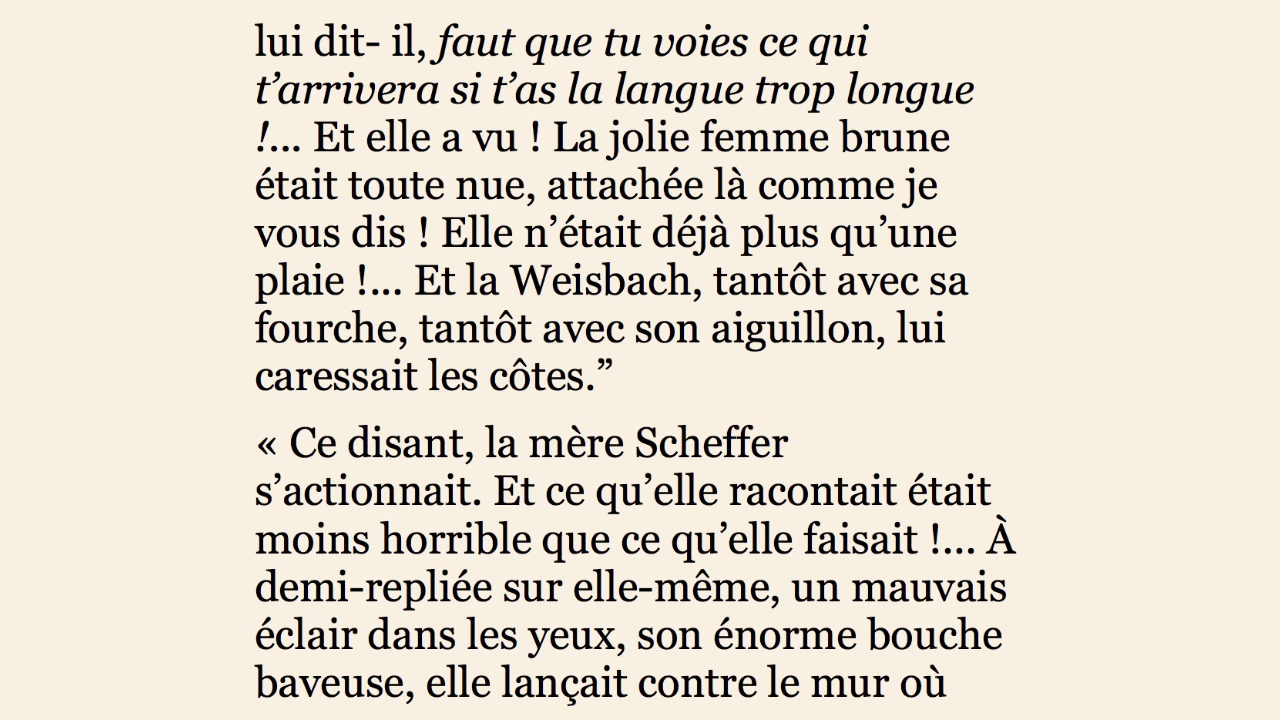 lui dit- il, faut que tu voies ce qui
t’arrivera si t’as la langue trop longue
!... Et elle a vu ! La jolie femme brune
était toute nue, attachée là comme je
vous dis ! Elle n’était déjà plus qu’une
plaie !... Et la Weisbach, tantôt avec sa
fourche, tantôt avec son aiguillon, lui
caressait les côtes.”
« Ce disant, la mère Scheffer
s’actionnait. Et ce qu’elle racontait était
moins horrible que ce qu’elle faisait !... À
demi-repliée sur elle-même, un mauvais
éclair dans les yeux, son énorme bouche
baveuse, elle lançait contre le mur où